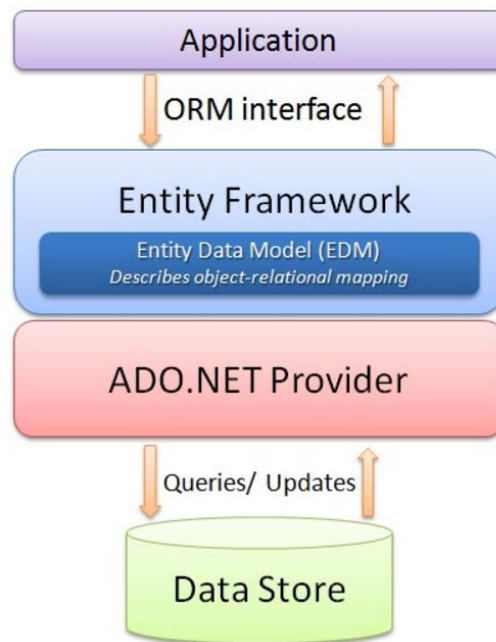 Application
ORM interface
Entity Framework
Entity Data Model (EDM)
Describes object-relational mapping
ADO.NET Provider
Queries/ Updates
Data Store